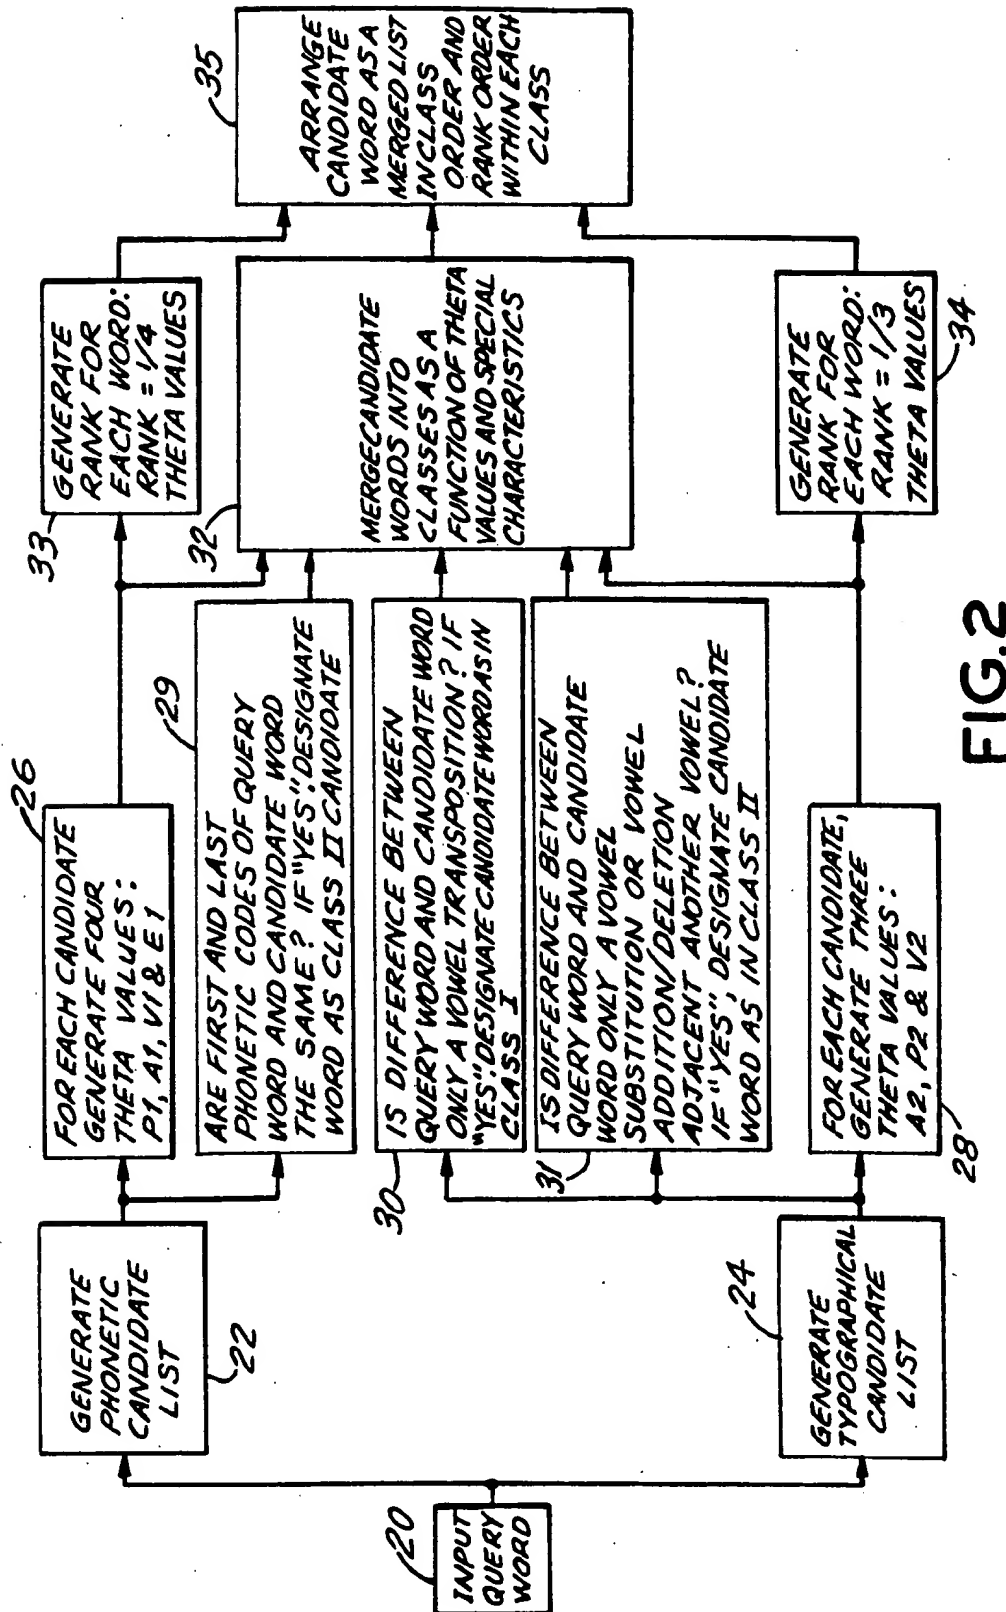 20
INPUT
QUERY
WORD
GENERATE
PHONETIC
CANDIDATE
LIST
22
24
GENERATE
TYPOGRAPHICAL
CANDIDATE
LIST
26
FOR EACH CANDIDATE
GENERATE FOUR
THETA VALUES:
P1, A1, V1 & E1
29
ARE FIRST AND LAST
PHONETIC CODES OF QUERY
WORD AND CANDIDATE WORD
THE SAME? IF "YES". DESIGNATE
WORD AS CLASS II CANDIDATE
30
IS DIFFERENCE BETWEEN
QUERY WORD AND CANDIDATE WORD
ONLY A VOWEL TRANSPOSITION? IF
"YES". DESIGNATE CANDIDATE WORD AS IN
CLASS I
31
IS DIFFERENCE BETWEEN
QUERY WORD AND CANDIDATE
WORD ONLY A VOWEL
SUBSTITUTION OR VOWEL
ADDITION/DELETION
ADJACENT ANOTHER VOWEL?
IF "YES", DESIGNATE CANDIDATE
WORD AS IN CLASS II
FOR EACH CANDIDATE,
GENERATE THREE
THETA VALUES:
A2, P2 & V2
28
33
GENERATE
RANK FOR
EACH WORD:
RANK = 1/4
THETA VALUES
32
MERGECANDIDATE
WORDS INTO
CLASSES AS A
FUNCTION OF THETA
VALUES AND SPECIAL
CHARACTERISTICS
GENERATE
RANK FOR
EACH WORD:
RANK = 1/3
THETA VALUES
34
35
ARRANGE
CANDIDATE
WORD AS A
MERGED LIST
IN CLASS
ORDER AND
RANK ORDER
WITHIN EACH
CLASS
FIG.2